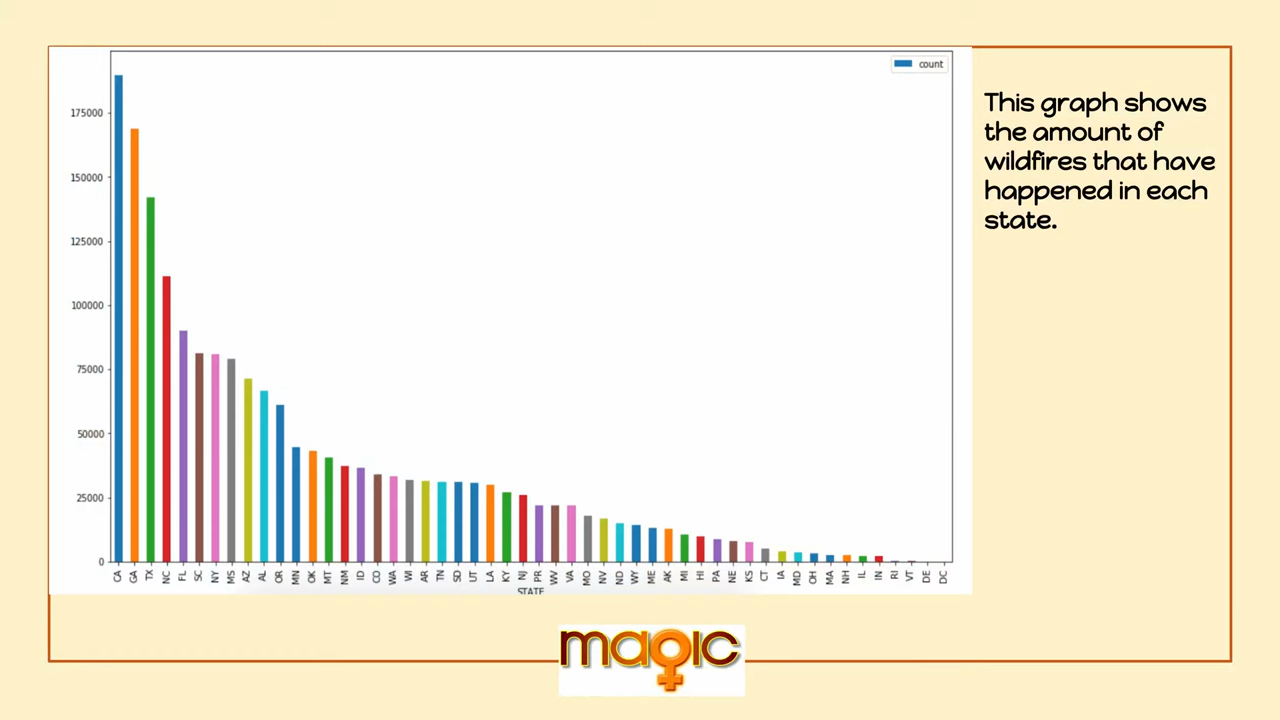 count
175000
150000
125000
100000
75000
50000
25000
0
CA GA TX NC FL SC NY MS AZ AL OR MN OK MT NM ID CO WA WI AR TN SD UT LA KY NJ PR WV VA MO NV ND WY ME AK MI HI PA NE KS CT IA MD OH MA NH IL IN RI VT DE DC
STATE
This graph shows
the amount of
wildfires that have
happened in each
state.
magic